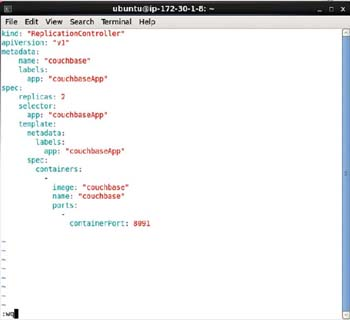 ubuntu@ip-172-30-1-8: ~
File Edit View Search Terminal Help
kind: "ReplicationController"
apiVersion: "v1"
metadata:
name: "couchbase"
labels:
app: "couchbaseApp"
spec:
replicas: 2
selector:
app: "couchbaseApp"
template:
metadata:
labels:
app: "couchbaseApp"
spec:
containers:
-
image: "couchbase"
name: "couchbase"
ports:
-
containerPort: 8091
~
~
~
~
~
~
:wq